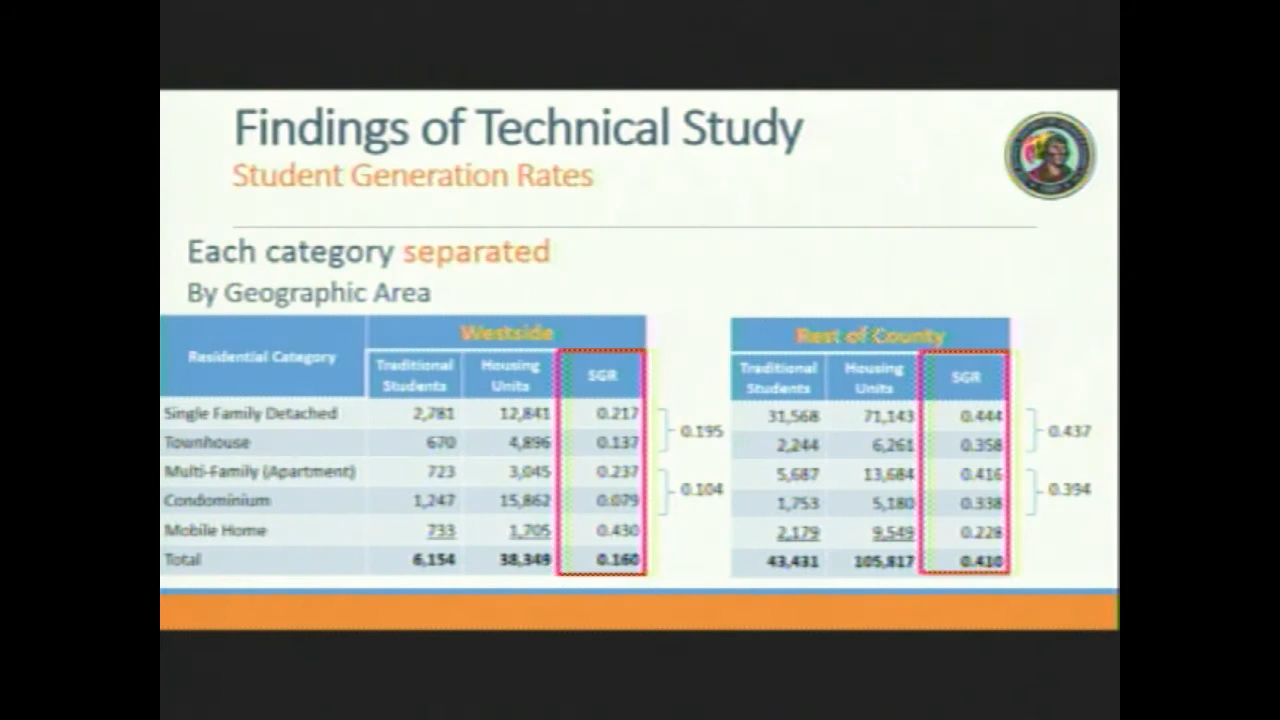 Findings of Technical Study
Student Generation Rates
Each category separated
By Geographic Area
Westside
Rest of County
Residential Category
Traditional Students
Housing Units
SGR
Traditional Students
Housing Units
SGR
Single Family Detached 2,781 12,841 0.217 31,568 71,143 0.444
0.195 0.437
Townhouse 670 4,896 0.137 2,244 6,261 0.358
Multi-Family (Apartment) 723 3,045 0.237 5,687 13,684 0.416
0.104 0.394
Condominium 1,247 15,862 0.079 1,753 5,180 0.338
Mobile Home 733 1,705 0.430 2,179 9,549 0.228
Total 6,154 38,349 0.160 43,431 105,817 0.410